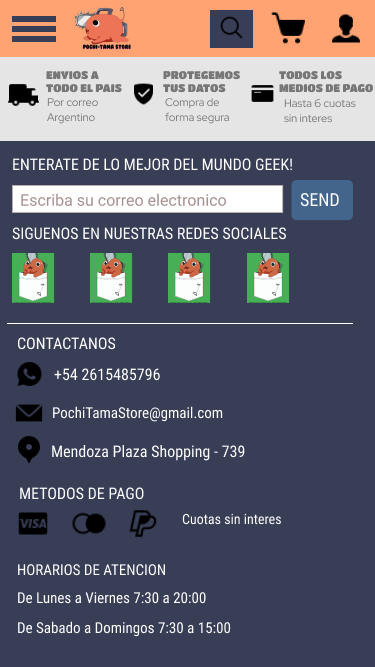 POCHI-TAMA STORE
ENVIOS A
TODO EL PAIS
Por correo
Argentino
PROTEGEMOS
TUS DATOS
Compra de
forma segura
TODOS LOS
MEDIOS DE PAGO
Hasta 6 cuotas
sin interes
ENTERATE DE LO MEJOR DEL MUNDO GEEK!
Escriba su correo electronico
SEND
SIGUENOS EN NUESTRAS REDES SOCIALES
CONTACTANOS
+54 2615485796
PochiTamaStore@gmail.com
Mendoza Plaza Shopping - 739
METODOS DE PAGO
VISA
Cuotas sin interes
HORARIOS DE ATENCION
De Lunes a Viernes 7:30 a 20:00
De Sabado a Domingos 7:30 a 15:00